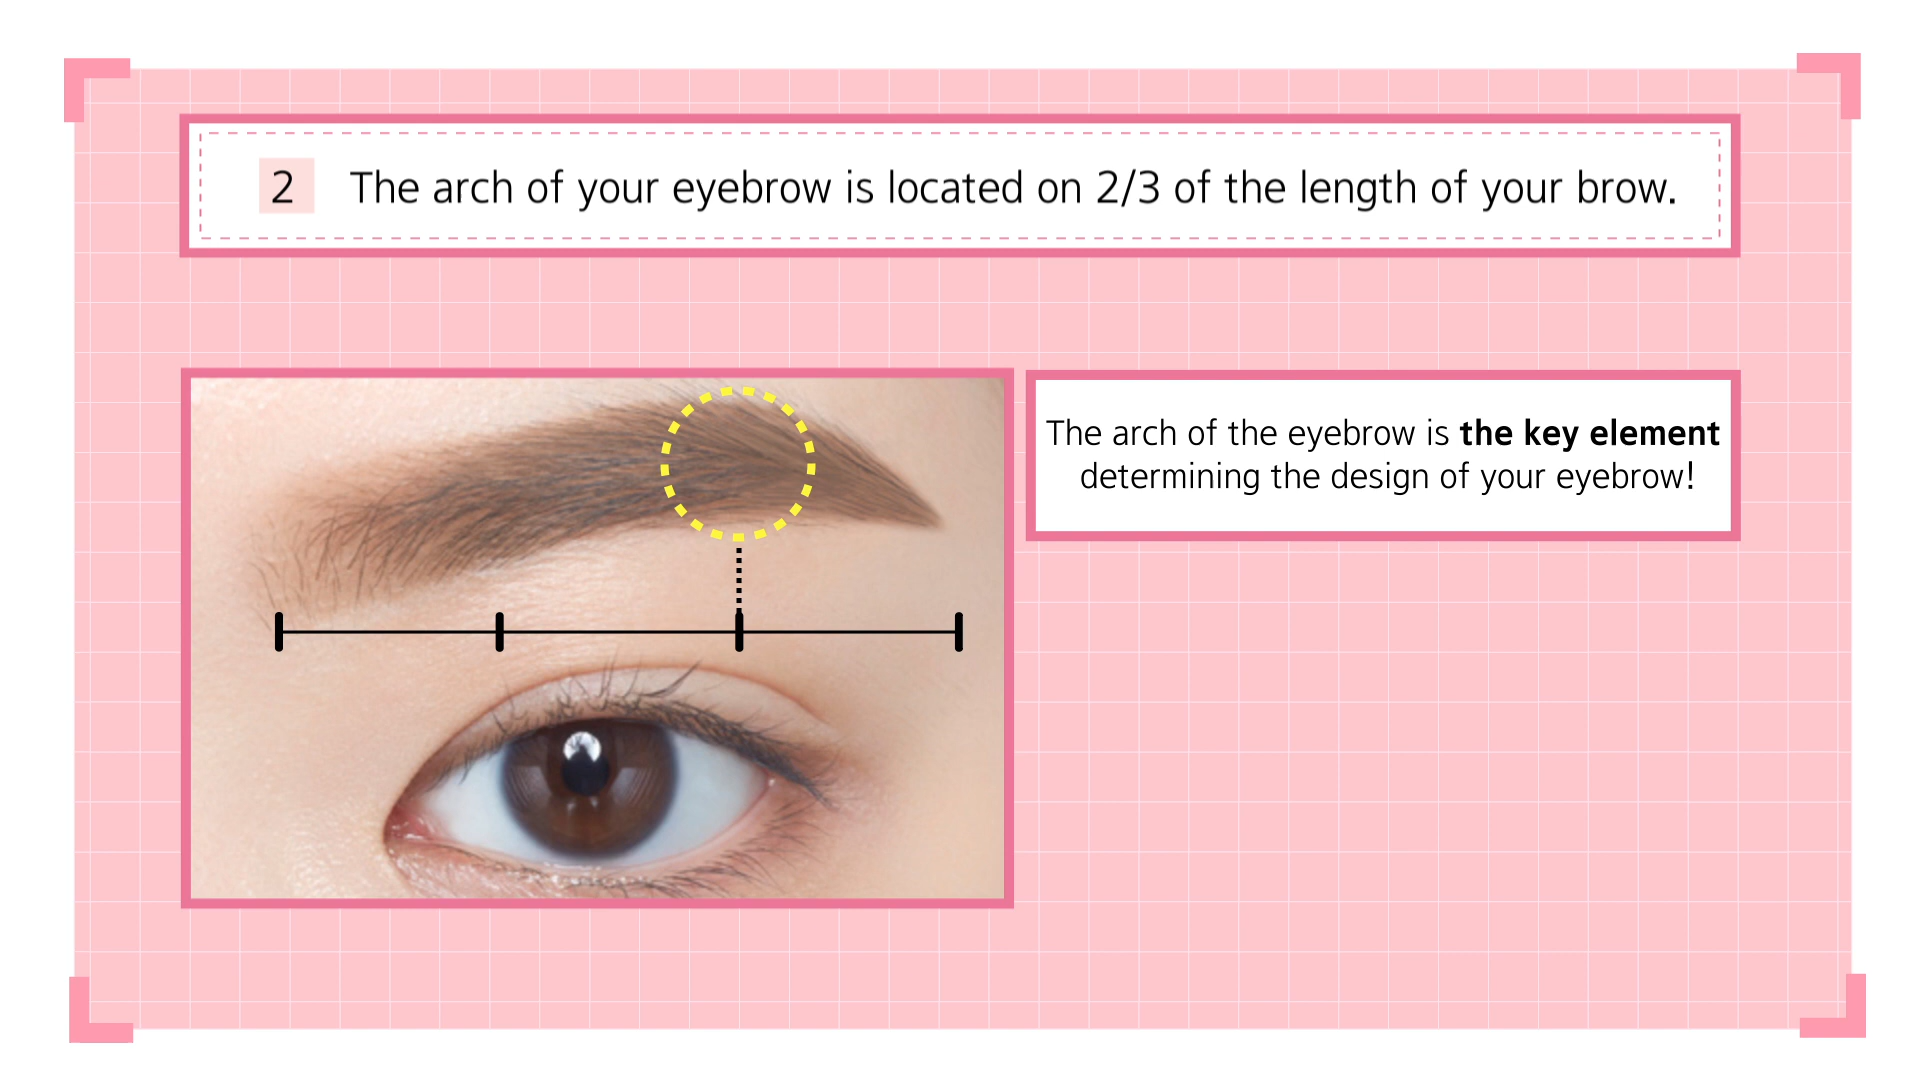 2 The arch of your eyebrow is located on 2/3 of the length of your brow.
The arch of the eyebrow is the key element
determining the design of your eyebrow!